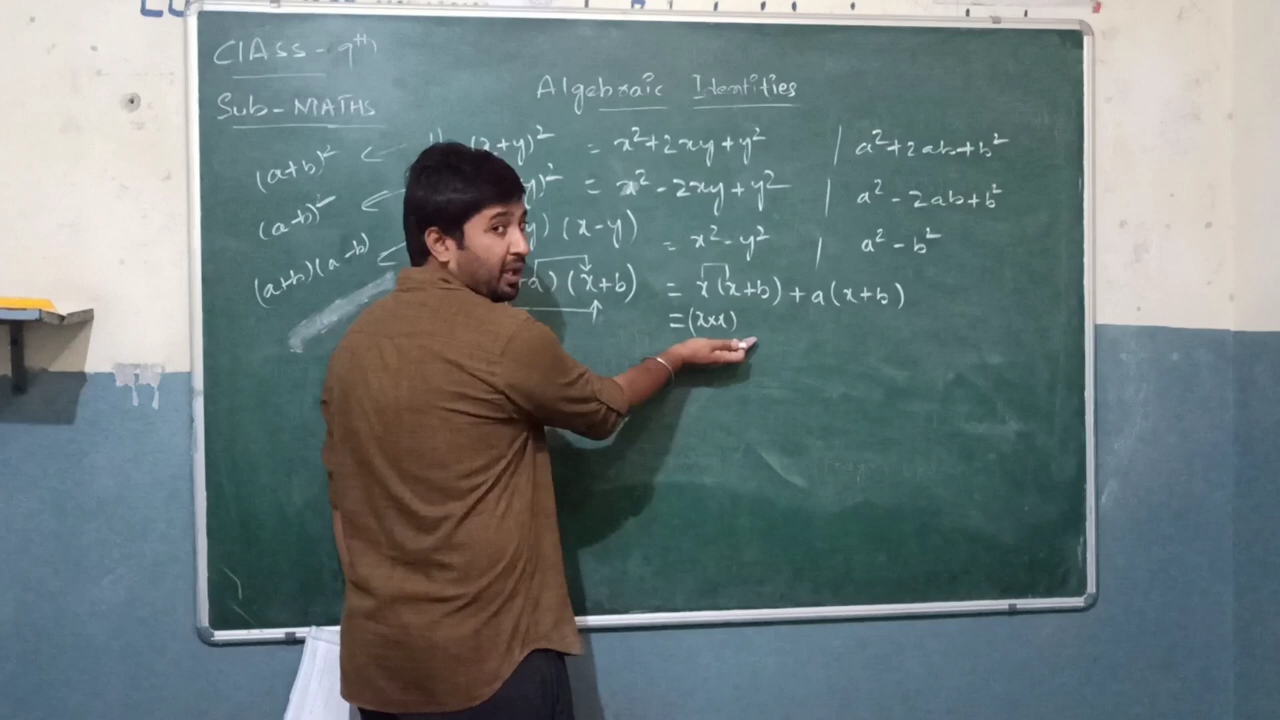 CLASS - 9th
Sub - MATHS
Algebraic Identities
(a+b)² ← (x+y)² = x²+2xy+y² | a²+2ab+b²
(a-b)² ← y)² = x²-2xy+y² | a²-2ab+b²
(a+b)(a-b) ← y)(x-y) = x²-y² | a²-b²
+a)(x+b) = x(x+b)+a(x+b)
=(x×x)